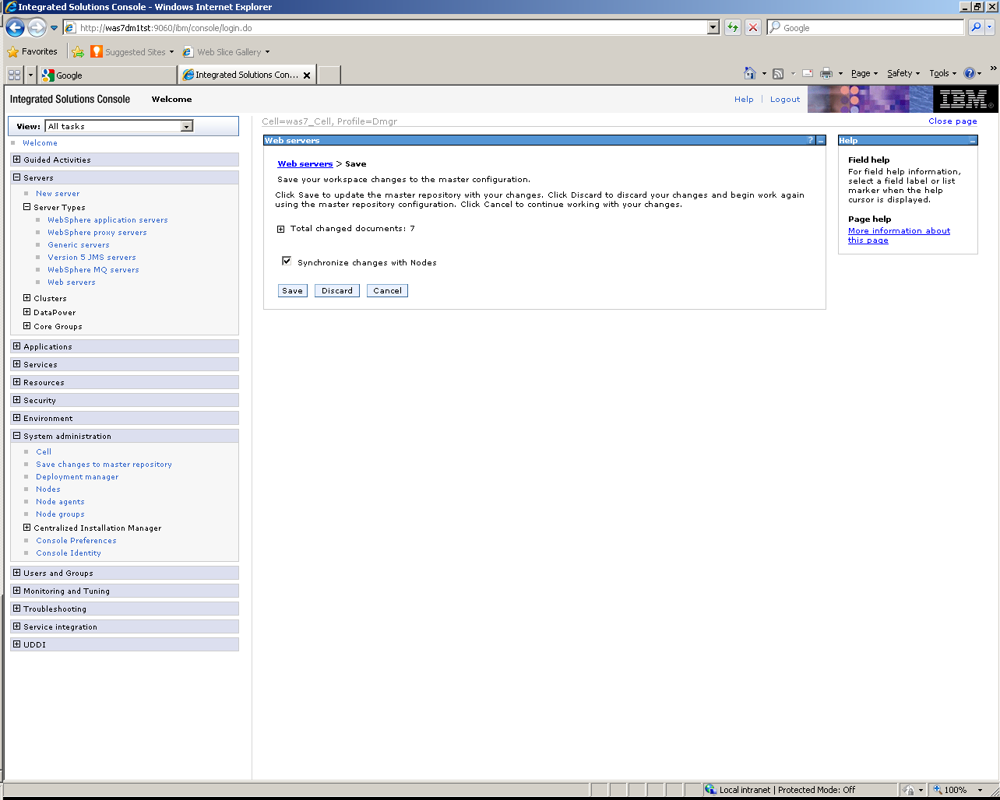 Integrated Solutions Console - Windows Internet Explorer
http://was7dm1tst:9060/ibm/console/login.do
Google
Favorites
Suggested Sites
Web Slice Gallery
Google
Integrated Solutions Con...
Page
Safety
Tools
»
Integrated Solutions Console
Welcome
Help
Logout
IBM
View:
All tasks
Welcome
Guided Activities
Servers
New server
Server Types
WebSphere application servers
WebSphere proxy servers
Generic servers
Version 5 JMS servers
WebSphere MQ servers
Web servers
Clusters
DataPower
Core Groups
Applications
Services
Resources
Security
Environment
System administration
Cell
Save changes to master repository
Deployment manager
Nodes
Node agents
Node groups
Centralized Installation Manager
Console Preferences
Console Identity
Users and Groups
Monitoring and Tuning
Troubleshooting
Service integration
UDDI
Cell=was7_Cell, Profile=Dmgr
Close page
Web servers
?
Web servers > Save
Save your workspace changes to the master configuration.
Click Save to update the master repository with your changes. Click Discard to discard your changes and begin work again
using the master repository configuration. Click Cancel to continue working with your changes.
Total changed documents: 7
Synchronize changes with Nodes
Save
Discard
Cancel
Help
Field help
For field help information,
select a field label or list
marker when the help
cursor is displayed.
Page help
More information about
this page
Local intranet | Protected Mode: Off
100%